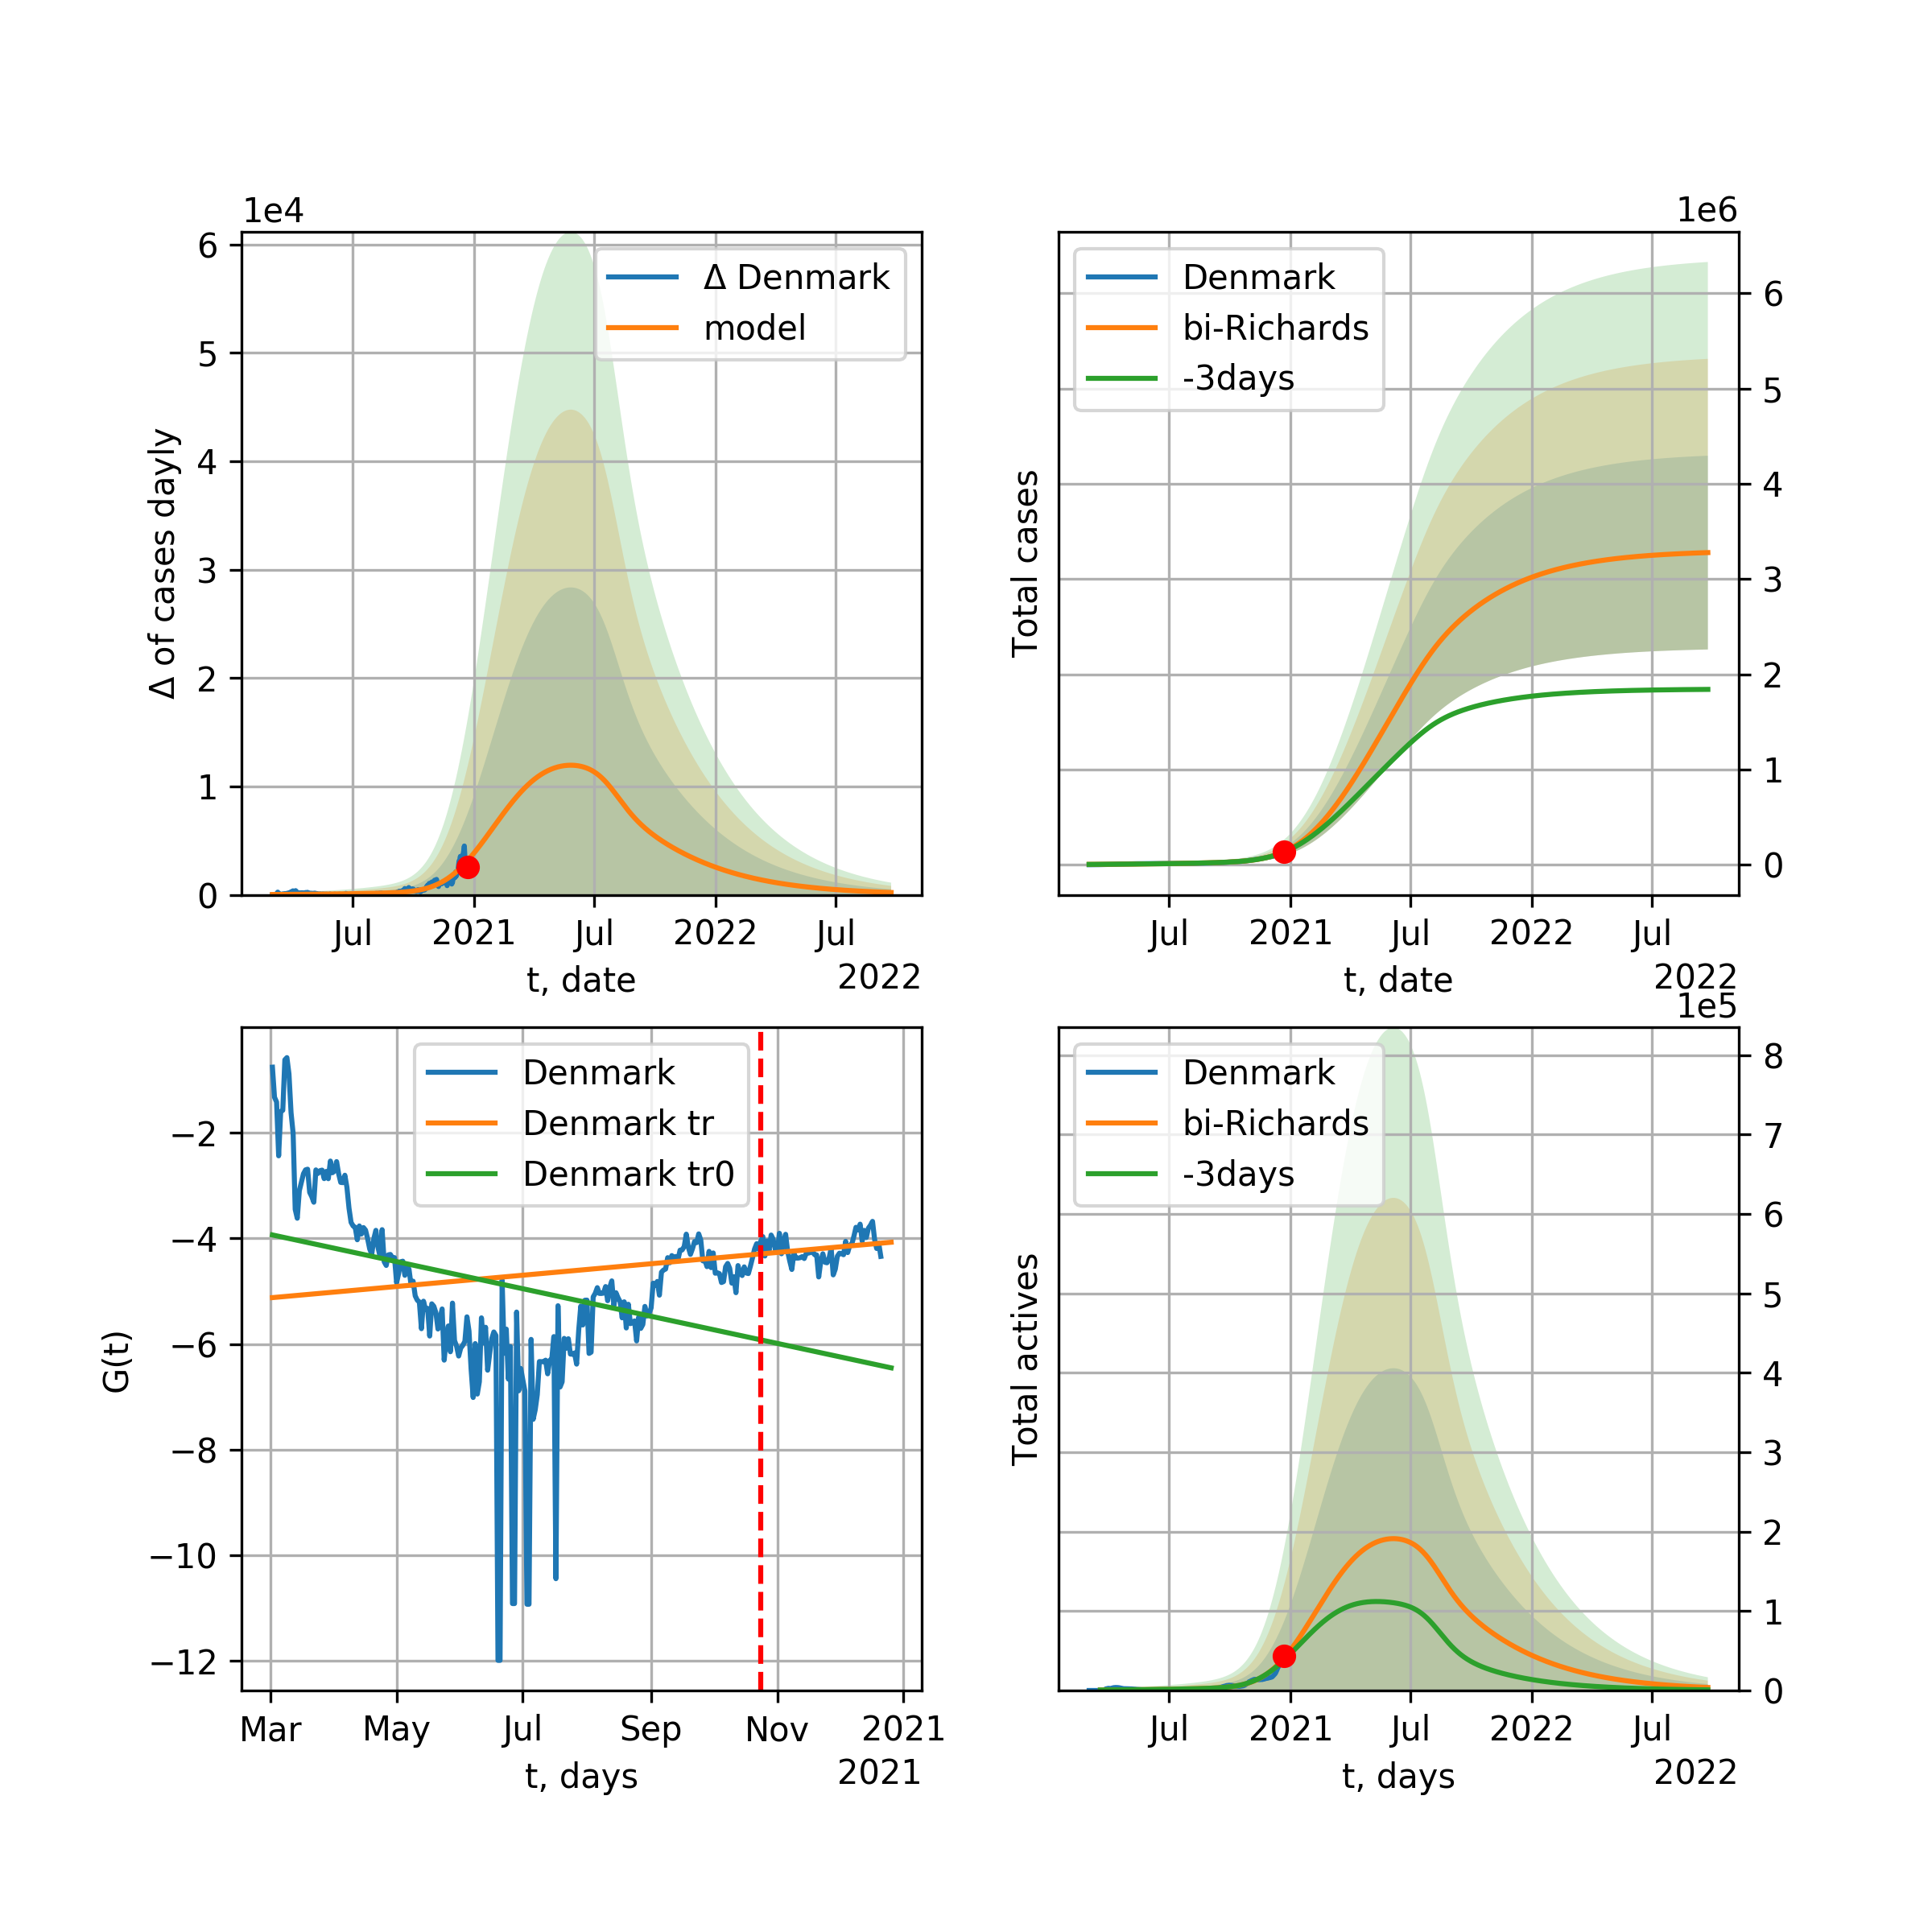 1e4
6
5
4
3
2
1
0
Δ of cases dayly
Δ Denmark
model
Jul
2021
Jul
2022
Jul
t, date
2022
1e6
Denmark
bi-Richards
-3days
Total cases
6
5
4
3
2
1
0
Jul
2021
Jul
2022
Jul
t, date
2022
−2
−4
−6
−8
−10
−12
G(t)
Denmark
Denmark tr
Denmark tr0
Mar
May
Jul
Sep
Nov
2021
t, days
2021
1e5
Denmark
bi-Richards
-3days
Total actives
8
7
6
5
4
3
2
1
0
Jul
2021
Jul
2022
Jul
t, days
2022